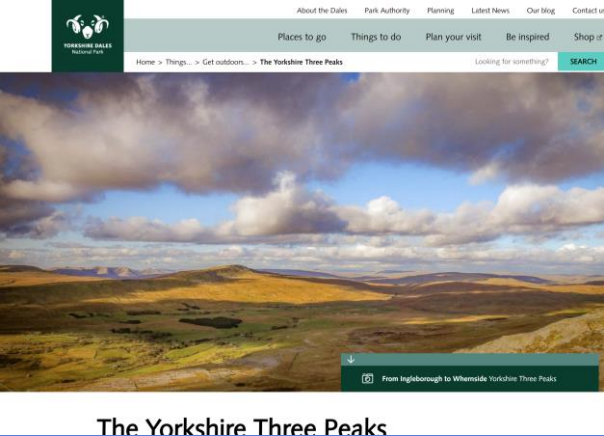 About the Dales Park Authority Planning Latest News Our blog Contact us
YORKSHIRE DALES
National Park
Places to go Things to do Plan your visit Be inspired Shop
Home > Things... > Get outdoors... > The Yorkshire Three Peaks
Looking for something? SEARCH
From Ingleborough to Whernside Yorkshire Three Peaks
The Yorkshire Three Peaks